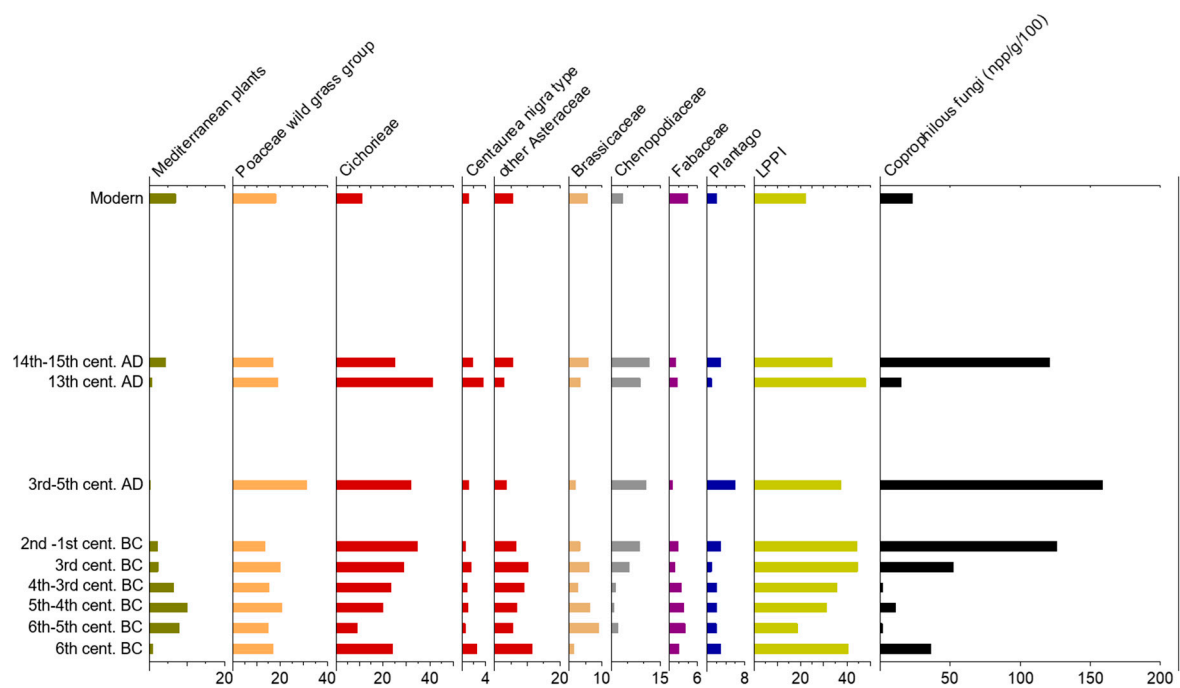 Mediterranean plants
Poaceae wild grass group
Cichorieae
Centaurea nigra type
other Asteraceae
Brassicaceae
Chenopodiaceae
Fabaceae
Plantago
LPPI
Coprophilous fungi (npp/g/100)
Modern
14th-15th cent. AD
13th cent. AD
3rd-5th cent. AD
2nd -1st cent. BC
3rd cent. BC
4th-3rd cent. BC
5th-4th cent. BC
6th-5th cent. BC
6th cent. BC
20 20 40 20 40 4 20 10 15 6 8 20 40 50 100 150 200